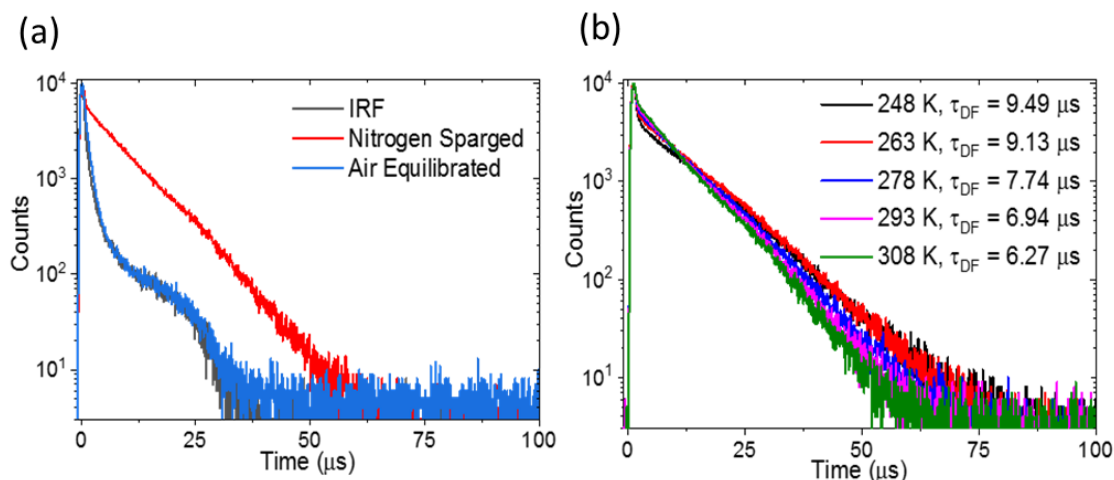 (a)
(b)
10⁴
10³
10²
10¹
Counts
IRF
Nitrogen Sparged
Air Equilibrated
0
25
50
75
100
Time (μs)
10⁴
10³
10²
10¹
Counts
248 K, τDF = 9.49 μs
263 K, τDF = 9.13 μs
278 K, τDF = 7.74 μs
293 K, τDF = 6.94 μs
308 K, τDF = 6.27 μs
0
25
50
75
100
Time (μs)